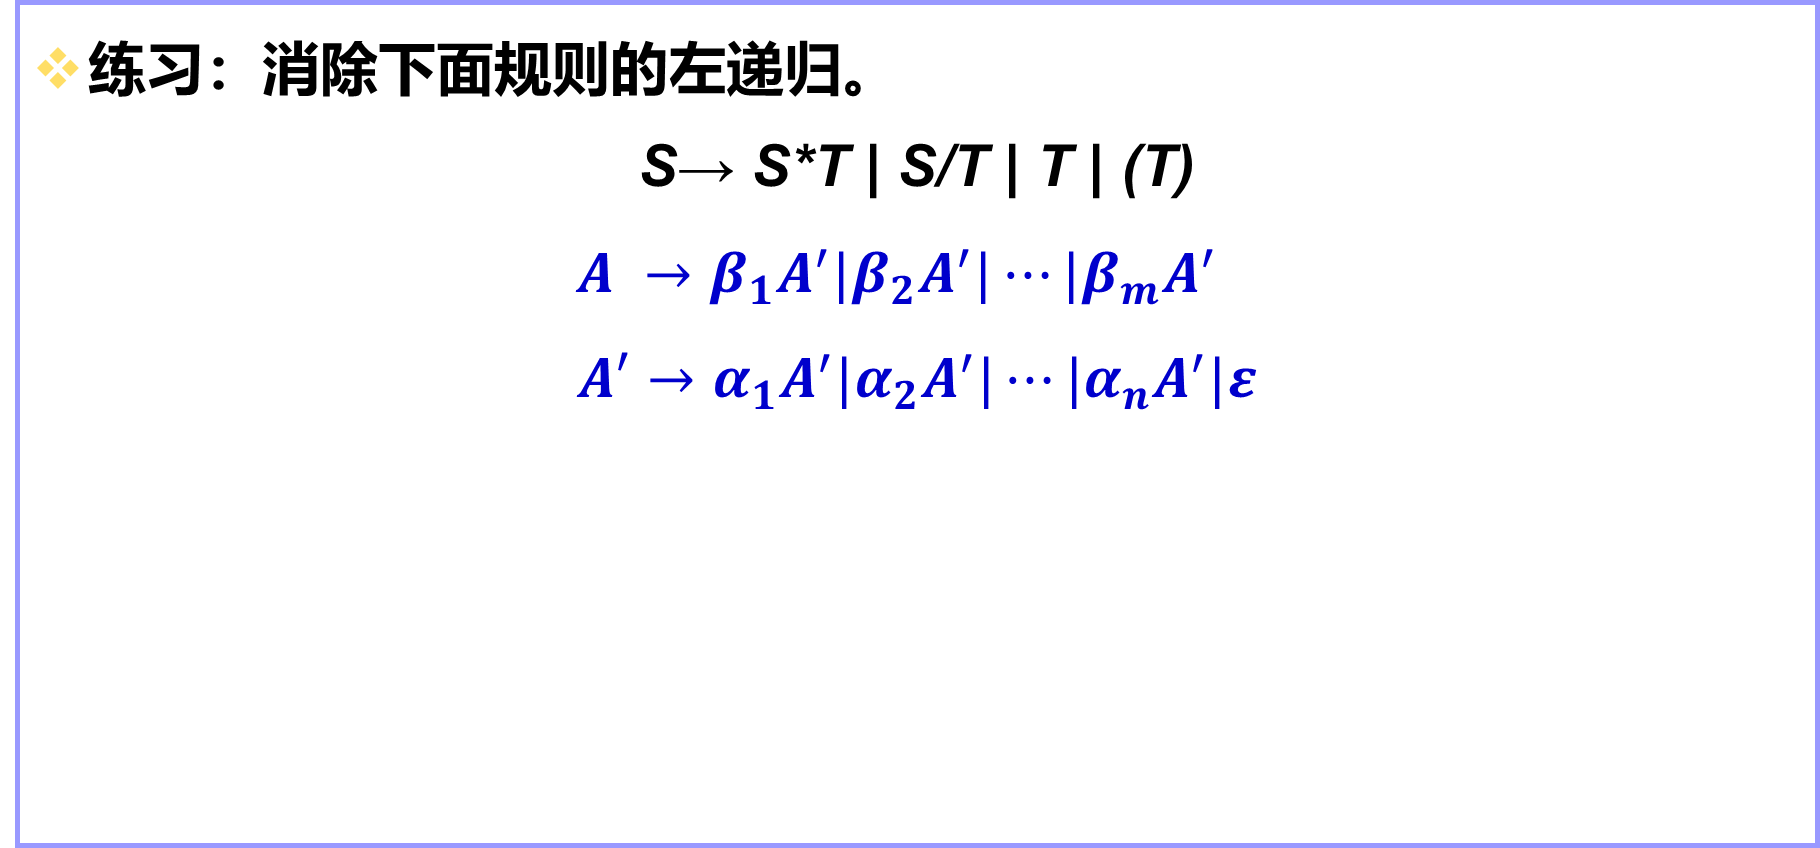 练习：消除下面规则的左递归。
S→ S*T | S/T | T | (T)
A → β₁A′|β₂A′| ⋯ |βₘA′
A′ → α₁A′|α₂A′| ⋯ |αₙA′|ε